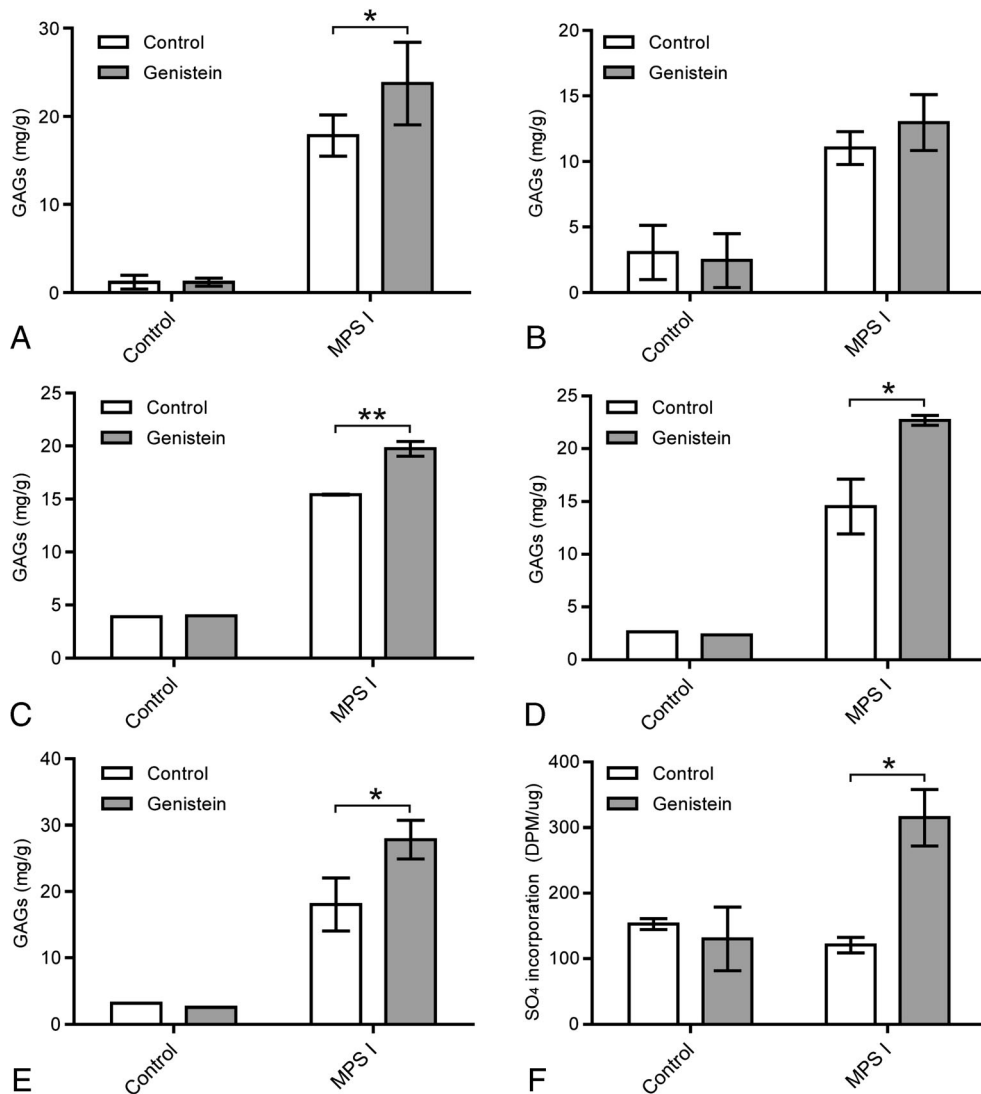 30
20
10
0
GAGs (mg/g)
Control
Genistein
*
Control
MPS I
A
20
15
10
5
0
GAGs (mg/g)
Control
Genistein
Control
MPS I
B
25
20
15
10
5
0
GAGs (mg/g)
Control
Genistein
**
Control
MPS I
C
25
20
15
10
5
0
GAGs (mg/g)
Control
Genistein
*
Control
MPS I
D
40
30
20
10
0
GAGs (mg/g)
Control
Genistein
*
Control
MPS I
E
400
300
200
100
0
SO4 incorporation (DPM/ug)
Control
Genistein
*
Control
MPS I
F